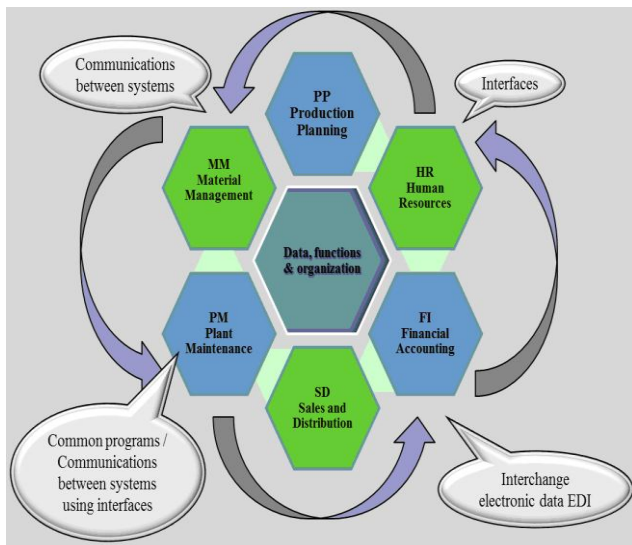 Communications
between systems
Interfaces
PP
Production
Planning
MM
Material
Management
HR
Human
Resources
Data, functions
& organization
PM
Plant
Maintenance
FI
Financial
Accounting
SD
Sales and
Distribution
Common programs /
Communications
between systems
using interfaces
Interchange
electronic data EDI